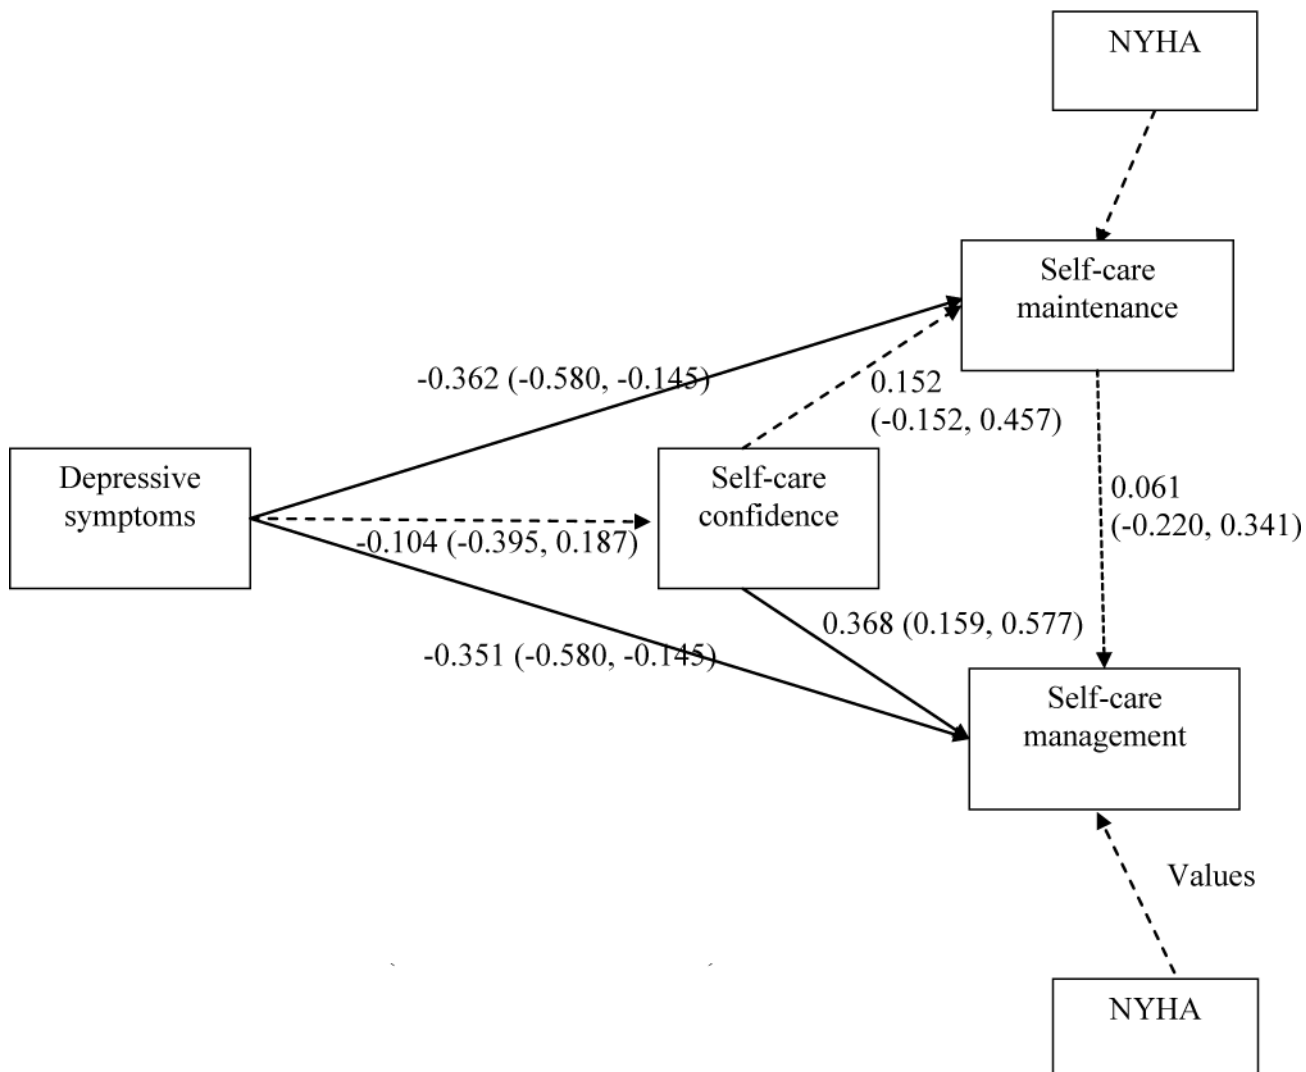 NYHA
Self-care
maintenance
-0.362 (-0.580, -0.145)
0.152
(-0.152, 0.457)
Depressive
symptoms
Self-care
confidence
0.061
(-0.220, 0.341)
-0.104 (-0.395, 0.187)
0.368 (0.159, 0.577)
-0.351 (-0.580, -0.145)
Self-care
management
Values
NYHA